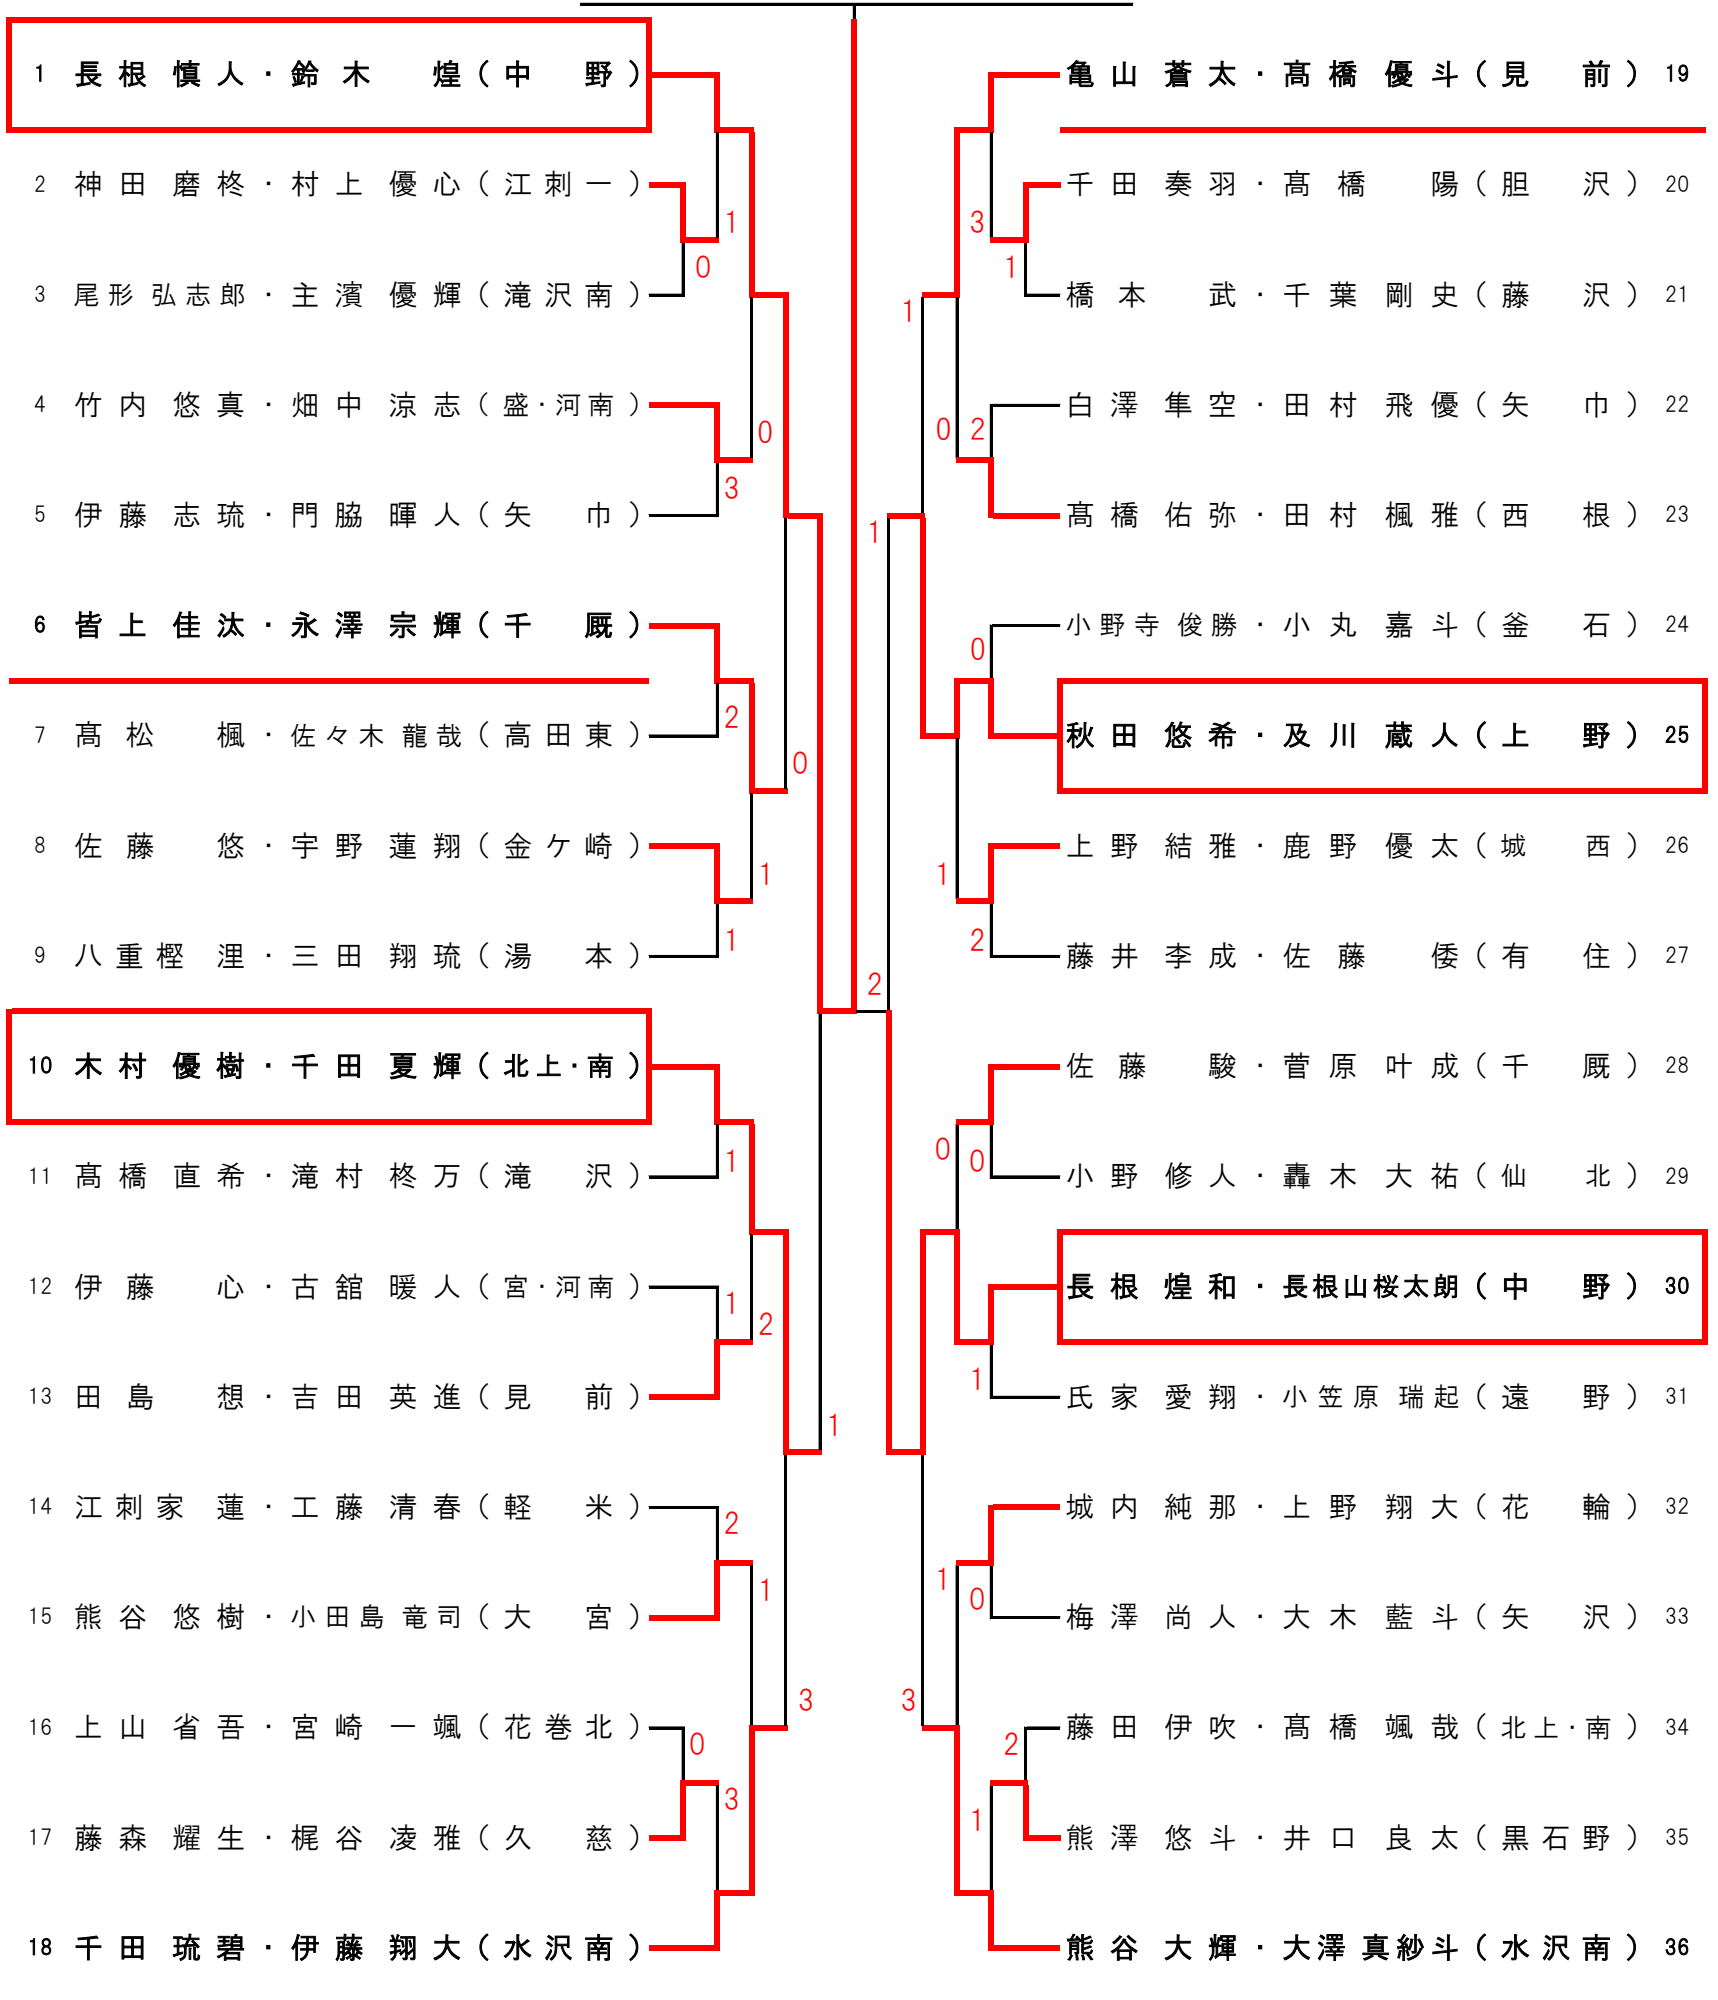 1 長根 慎人・鈴木 煌(中 野)
2 神田 磨柊・村上 優心(江刺一)
3 尾形 弘志郎・主濱 優輝(滝沢南)
4 竹内 悠真・畑中 涼志(盛・河南)
5 伊藤 志琉・門脇 暉人(矢 巾)
6 皆上 佳汰・永澤 宗輝(千 厩)
7 髙松 楓・佐々木 龍哉(高田東)
8 佐藤 悠・宇野 蓮翔(金ケ崎)
9 八重樫 浬・三田 翔琉(湯 本)
10 木村 優樹・千田 夏輝(北上・南)
11 髙橋 直希・滝村 柊万(滝 沢)
12 伊藤 心・古舘 暖人(宮・河南)
13 田島 想・吉田 英進(見 前)
14 江刺家 蓮・工藤 清春(軽 米)
15 熊谷 悠樹・小田島 竜司(大 宮)
16 上山 省吾・宮崎 一颯(花巻北)
17 藤森 耀生・梶谷 凌雅(久 慈)
18 千田 琉碧・伊藤 翔大(水沢南)
1
0
0
3
2
0
1
1
1
1
2
1
2
1
3
0
3
2
1
3
1
1
0
2
0
1
2
0
0
1
1
0
3
2
1
亀山 蒼太・髙橋 優斗(見 前) 19
千田 奏羽・髙橋 陽(胆 沢) 20
橋本 武・千葉 剛史(藤 沢) 21
白澤 隼空・田村 飛優(矢 巾) 22
髙橋 佑弥・田村 楓雅(西 根) 23
小野寺 俊勝・小丸 嘉斗(釜 石) 24
秋田 悠希・及川 蔵人(上 野) 25
上野 結雅・鹿野 優太(城 西) 26
藤井 李成・佐藤 倭(有 住) 27
佐藤 駿・菅原 叶成(千 厩) 28
小野 修人・轟木 大祐(仙 北) 29
長根 煌和・長根山桜太朗(中 野) 30
氏家 愛翔・小笠原 瑞起(遠 野) 31
城内 純那・上野 翔大(花 輪) 32
梅澤 尚人・大木 藍斗(矢 沢) 33
藤田 伊吹・髙橋 颯哉(北上・南) 34
熊澤 悠斗・井口 良太(黒石野) 35
熊谷 大輝・大澤 真紗斗(水沢南) 36